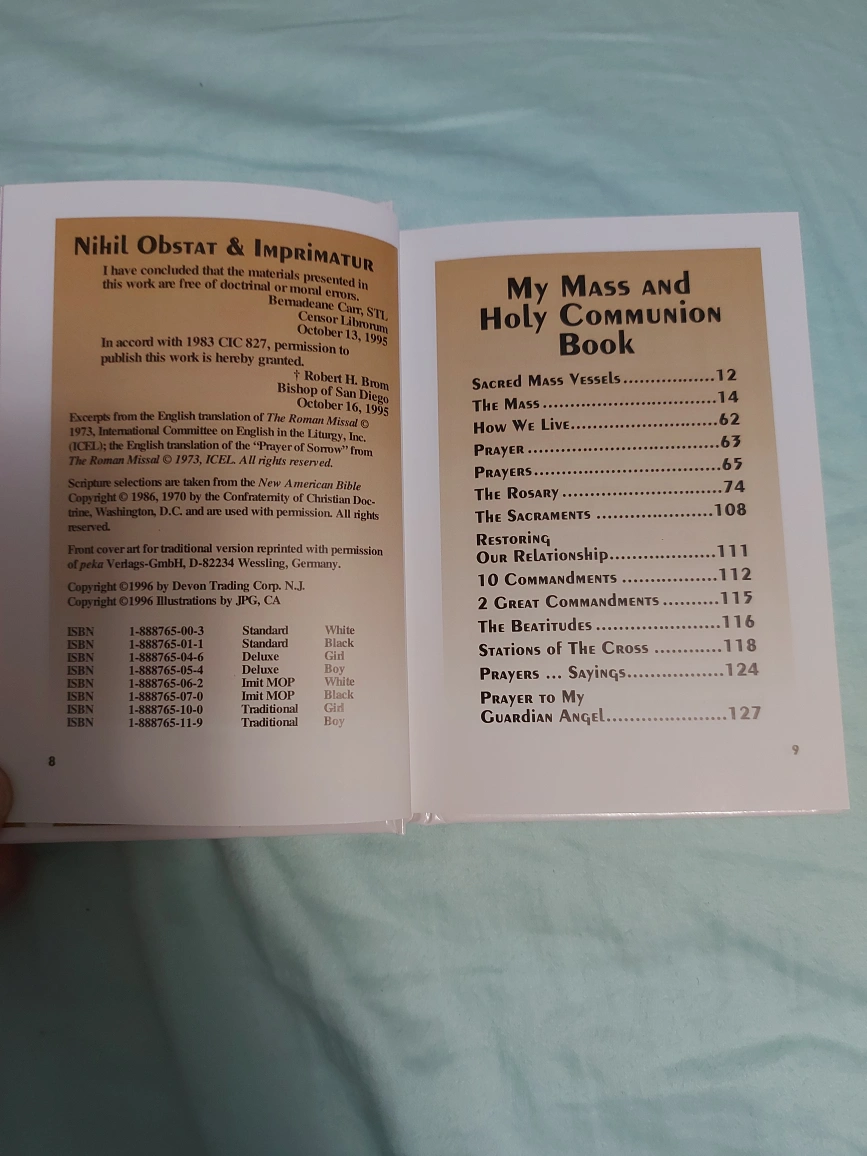 Nihil Obstat & Imprimatur
I have concluded that the materials presented in
this work are free of doctrinal or moral errors.
Bernadeane Carr, STL
Censor Librorum
October 13, 1995
In accord with 1983 CIC 827, permission to
publish this work is hereby granted.
† Robert H. Brom
Bishop of San Diego
October 16, 1995
Excerpts from the English translation of The Roman Missal ©
1973, International Committee on English in the Liturgy, Inc.
(ICEL); the English translation of the “Prayer of Sorrow” from
The Roman Missal © 1973, ICEL. All rights reserved.
Scripture selections are taken from the New American Bible
Copyright © 1986, 1970 by the Confraternity of Christian Doc-
trine, Washington, D.C. and are used with permission. All rights
reserved.
Front cover art for traditional version reprinted with permission
of peka Verlags-GmbH, D-82234 Wessling, Germany.
Copyright ©1996 by Devon Trading Corp. N.J.
Copyright ©1996 Illustrations by JPG, CA
ISBN 1-888765-00-3 Standard White
ISBN 1-888765-01-1 Standard Black
ISBN 1-888765-04-6 Deluxe Girl
ISBN 1-888765-05-4 Deluxe Boy
ISBN 1-888765-06-2 Imit MOP White
ISBN 1-888765-07-0 Imit MOP Black
ISBN 1-888765-10-0 Traditional Girl
ISBN 1-888765-11-9 Traditional Boy
8
My Mass and
Holy Communion
Book
Sacred Mass Vessels.................12
The Mass.........................14
How We Live.....................62
Prayer...........................63
Prayers..........................65
The Rosary.......................74
The Sacraments .................108
Restoring
Our Relationship................111
10 Commandments ...............112
2 Great Commandments..........115
The Beatitudes ..................116
Stations of The Cross ...........118
Prayers ... Sayings...............124
Prayer to My
Guardian Angel....................127
9